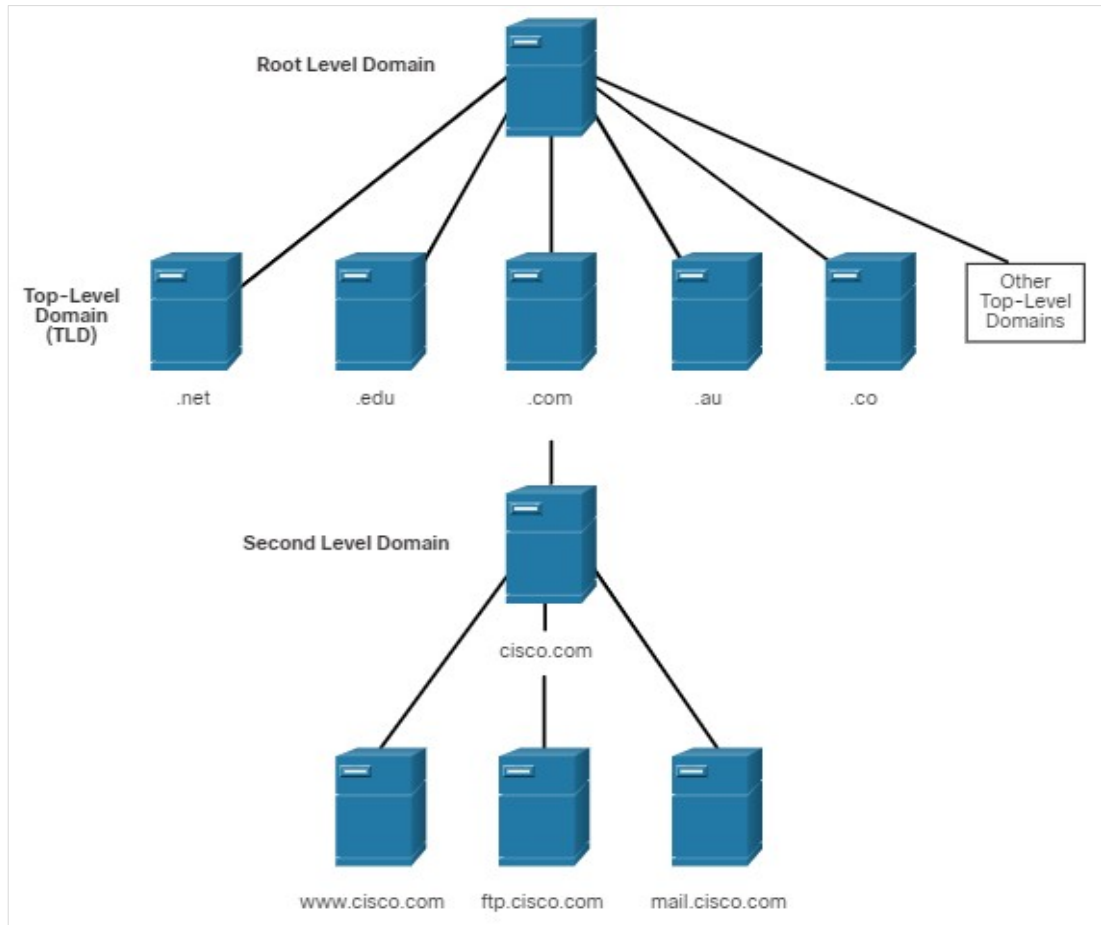 Root Level Domain
Top-Level
Domain
(TLD)
Other
Top-Level
Domains
.net
.edu
.com
.au
.co
Second Level Domain
cisco.com
www.cisco.com
ftp.cisco.com
mail.cisco.com